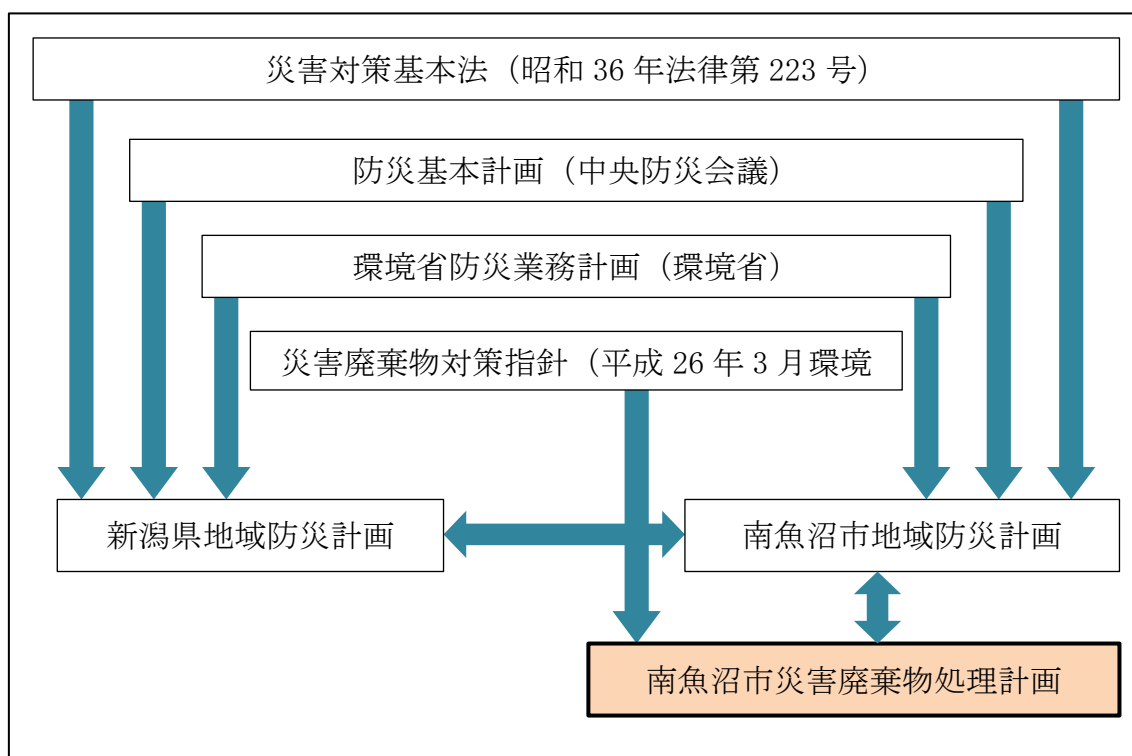 災害対策基本法（昭和 36 年法律第 223 号）
防災基本計画（中央防災会議）
環境省防災業務計画（環境省）
災害廃棄物対策指針（平成 26 年 3 月環境
新潟県地域防災計画
南魚沼市地域防災計画
南魚沼市災害廃棄物処理計画